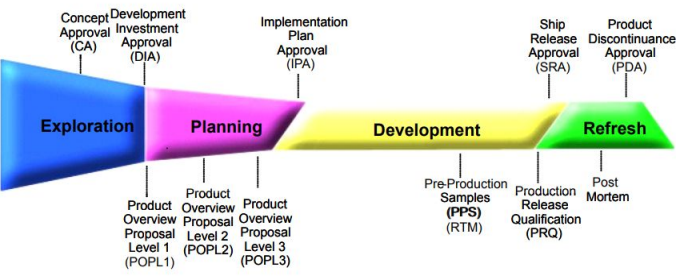 Concept
Approval
(CA)
Development
Investment
Approval
(DIA)
Implementation
Plan
Approval
(IPA)
Ship
Release
Approval
(SRA)
Product
Discontinuance
Approval
(PDA)
Exploration
Planning
Development
Refresh
Product
Overview
Proposal
Level 1
(POPL1)
Product
Overview
Proposal
Level 2
(POPL2)
Product
Overview
Proposal
Level 3
(POPL3)
Pre-Production
Samples
(PPS)
(RTM)
Production
Release
Qualification
(PRQ)
Post
Mortem